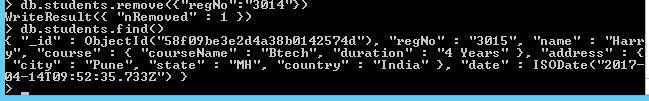 > db.students.remove({"regNo":"3014"})
WriteResult({ "nRemoved" : 1 })
> db.students.find()
{ "_id" : ObjectId("58f09be3e2d4a38b0142574d"), "regNo" : "3015", "name" : "Harr
y", "course" : { "courseName" : "Btech", "duration" : "4 Years" }, "address" : {
 "city" : "Pune", "state" : "MH", "country" : "India" }, "date" : ISODate("2017-
04-14T09:52:35.733Z") }
> _